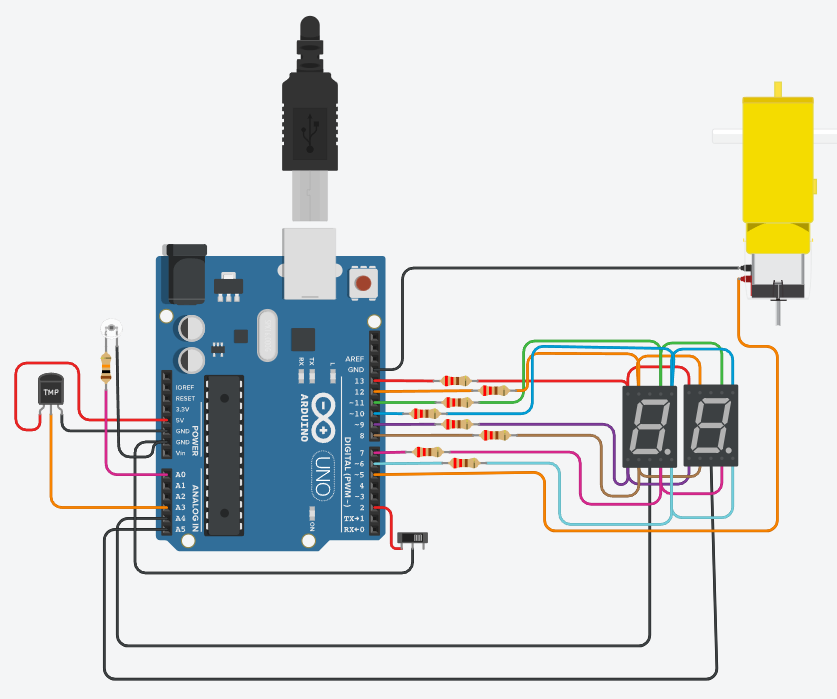 AREF
GND
RX
TX
L
13
12
IOREF
~11
RESET
~10
3.3V
TMP
~9
5V
ARDUINO
8
GND
POWER
GND
7
Vin
UNO
~6
DIGITAL (PWM~)
~5
A0
4
A1
~3
A2
ANALOG IN
A3
2
ON
A4
TX→1
A5
RX←0